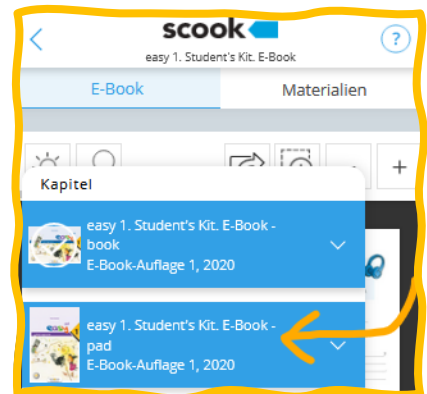 scook
?
easy 1. Student's Kit. E-Book
E-Book
Materialien
Kapitel
easy 1. Student's Kit. E-Book -
book
E-Book-Auflage 1, 2020
easy 1. Student's Kit. E-Book -
pad
E-Book-Auflage 1, 2020